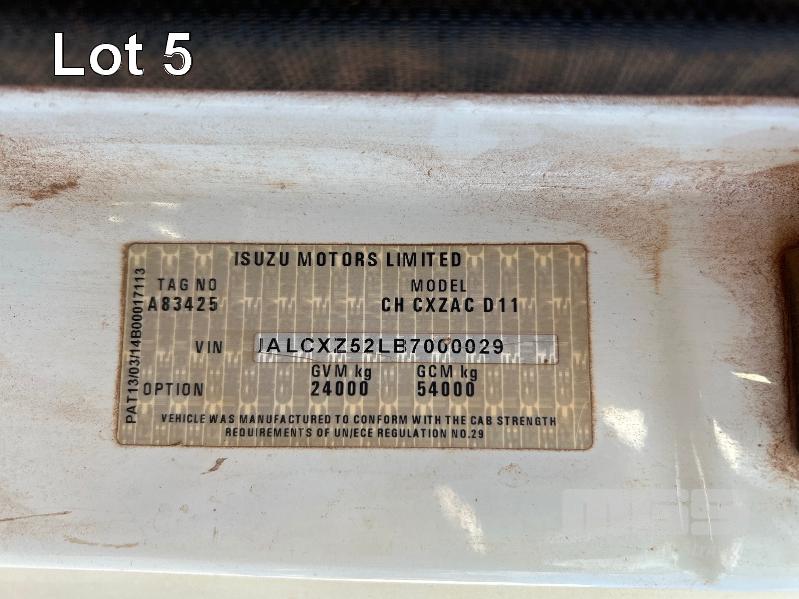 Lot 5
ISUZU MOTORS LIMITED
TAG NO MODEL
A83425 CH CXZAC D11
VIN JALCXZ52LB7000029
GVM kg GCM kg
OPTION 24000 54000
VEHICLE WAS MANUFACTURED TO CONFORM WITH THE CAB STRENGTH
REQUIREMENTS OF UN/ECE REGULATION NO.29
PAT13/03/14B00017113